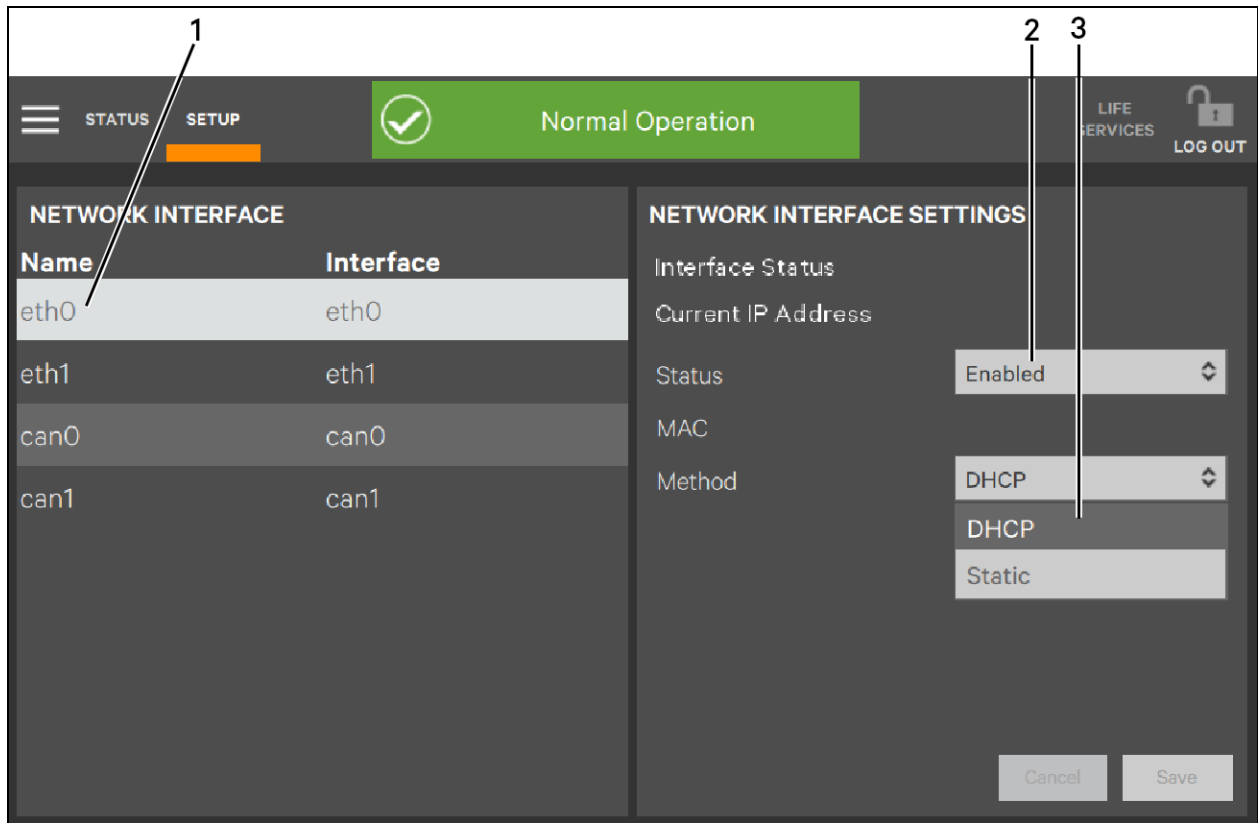 1 2 3
STATUS SETUP Normal Operation LIFE SERVICES LOG OUT
NETWORK INTERFACE
Name Interface
eth0 eth0
eth1 eth1
can0 can0
can1 can1
NETWORK INTERFACE SETTINGS
Interface Status
Current IP Address
Status Enabled
MAC
Method DHCP
DHCP
Static
Cancel Save